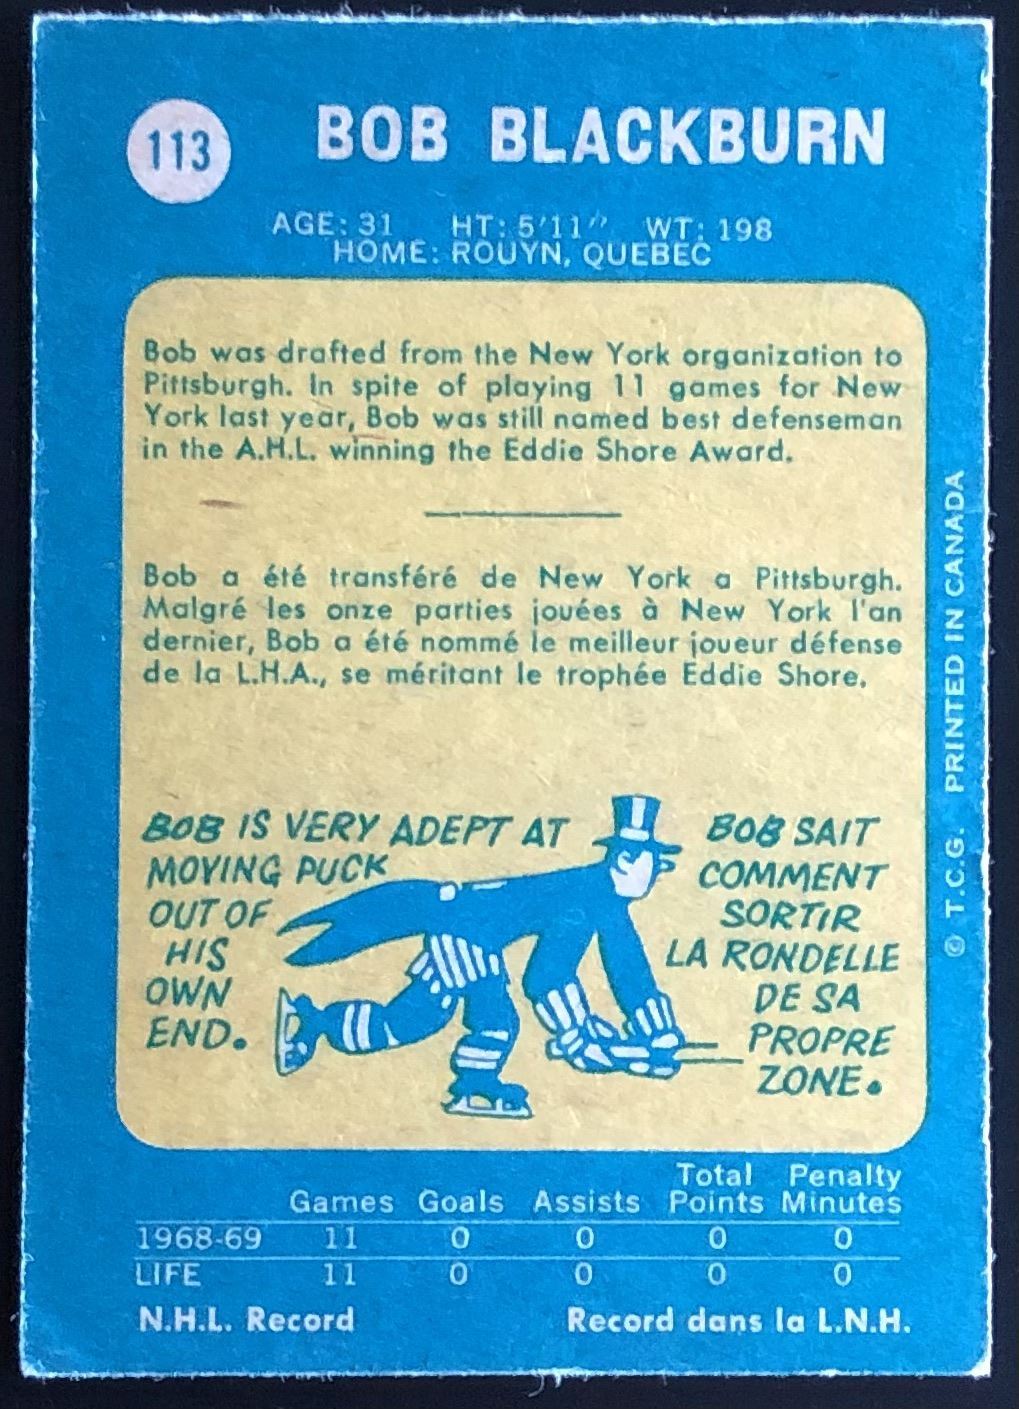 113 BOB BLACKBURN
AGE: 31 HT: 5'11" WT: 198
HOME: ROUYN, QUEBEC
Bob was drafted from the New York organization to
Pittsburgh. In spite of playing 11 games for New
York last year, Bob was still named best defenseman
in the A.H.L. winning the Eddie Shore Award.
Bob a été transféré de New York a Pittsburgh.
Malgré les onze parties jouées à New York l'an
dernier, Bob a été nommé le meilleur joueur défense
de la L.H.A., se méritant le trophée Eddie Shore.
BOB IS VERY ADEPT AT
MOVING PUCK
OUT OF
HIS
OWN
END.
BOB SAIT
COMMENT
SORTIR
LA RONDELLE
DE SA
PROPRE
ZONE.
© T.C.G. PRINTED IN CANADA
Total Penalty
Games Goals Assists Points Minutes
1968-69 11 0 0 0 0
LIFE 11 0 0 0 0
N.H.L. Record Record dans la L.N.H.